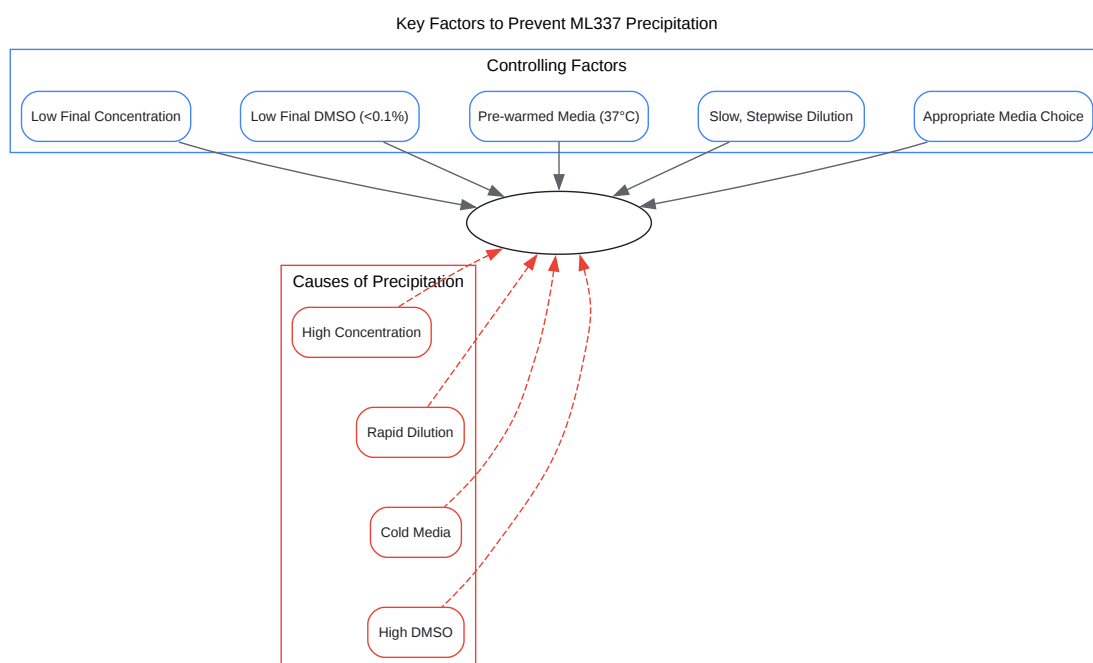 Key Factors to Prevent ML337 Precipitation
Controlling Factors
Low Final Concentration
Low Final DMSO (<0.1%)
Pre-warmed Media (37°C)
Slow, Stepwise Dilution
Appropriate Media Choice
Causes of Precipitation
High Concentration
Rapid Dilution
Cold Media
High DMSO